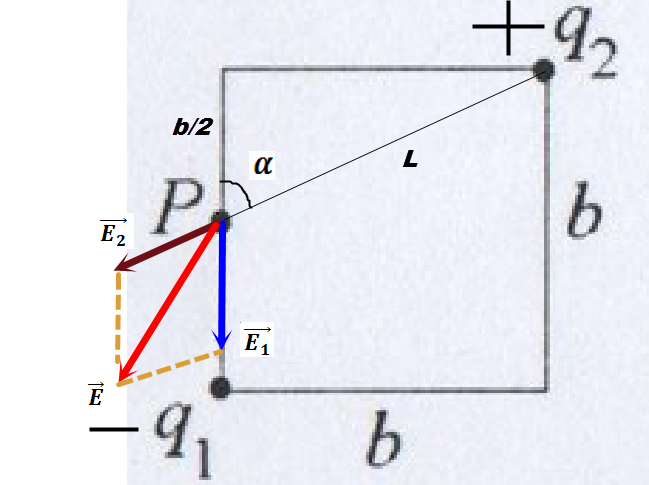 + q₂
b/2
α
L
P
b
E₂→
E₁→
E→
− q₁
b